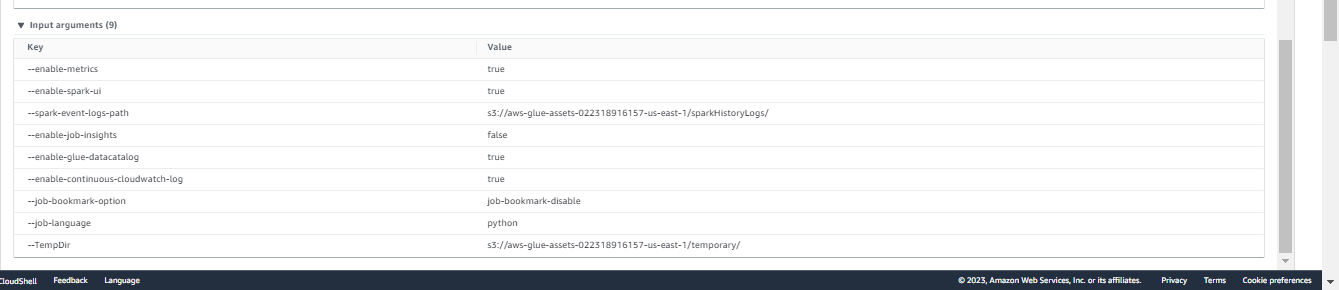 ▼ Input arguments (9)
Key Value
--enable-metrics true
--enable-spark-ui true
--spark-event-logs-path s3://aws-glue-assets-022318916157-us-east-1/sparkHistoryLogs/
--enable-job-insights false
--enable-glue-datacatalog true
--enable-continuous-cloudwatch-log true
--job-bookmark-option job-bookmark-disable
--job-language python
--TempDir s3://aws-glue-assets-022318916157-us-east-1/temporary/
CloudShell Feedback Language © 2023, Amazon Web Services, Inc. or its affiliates. Privacy Terms Cookie preferences